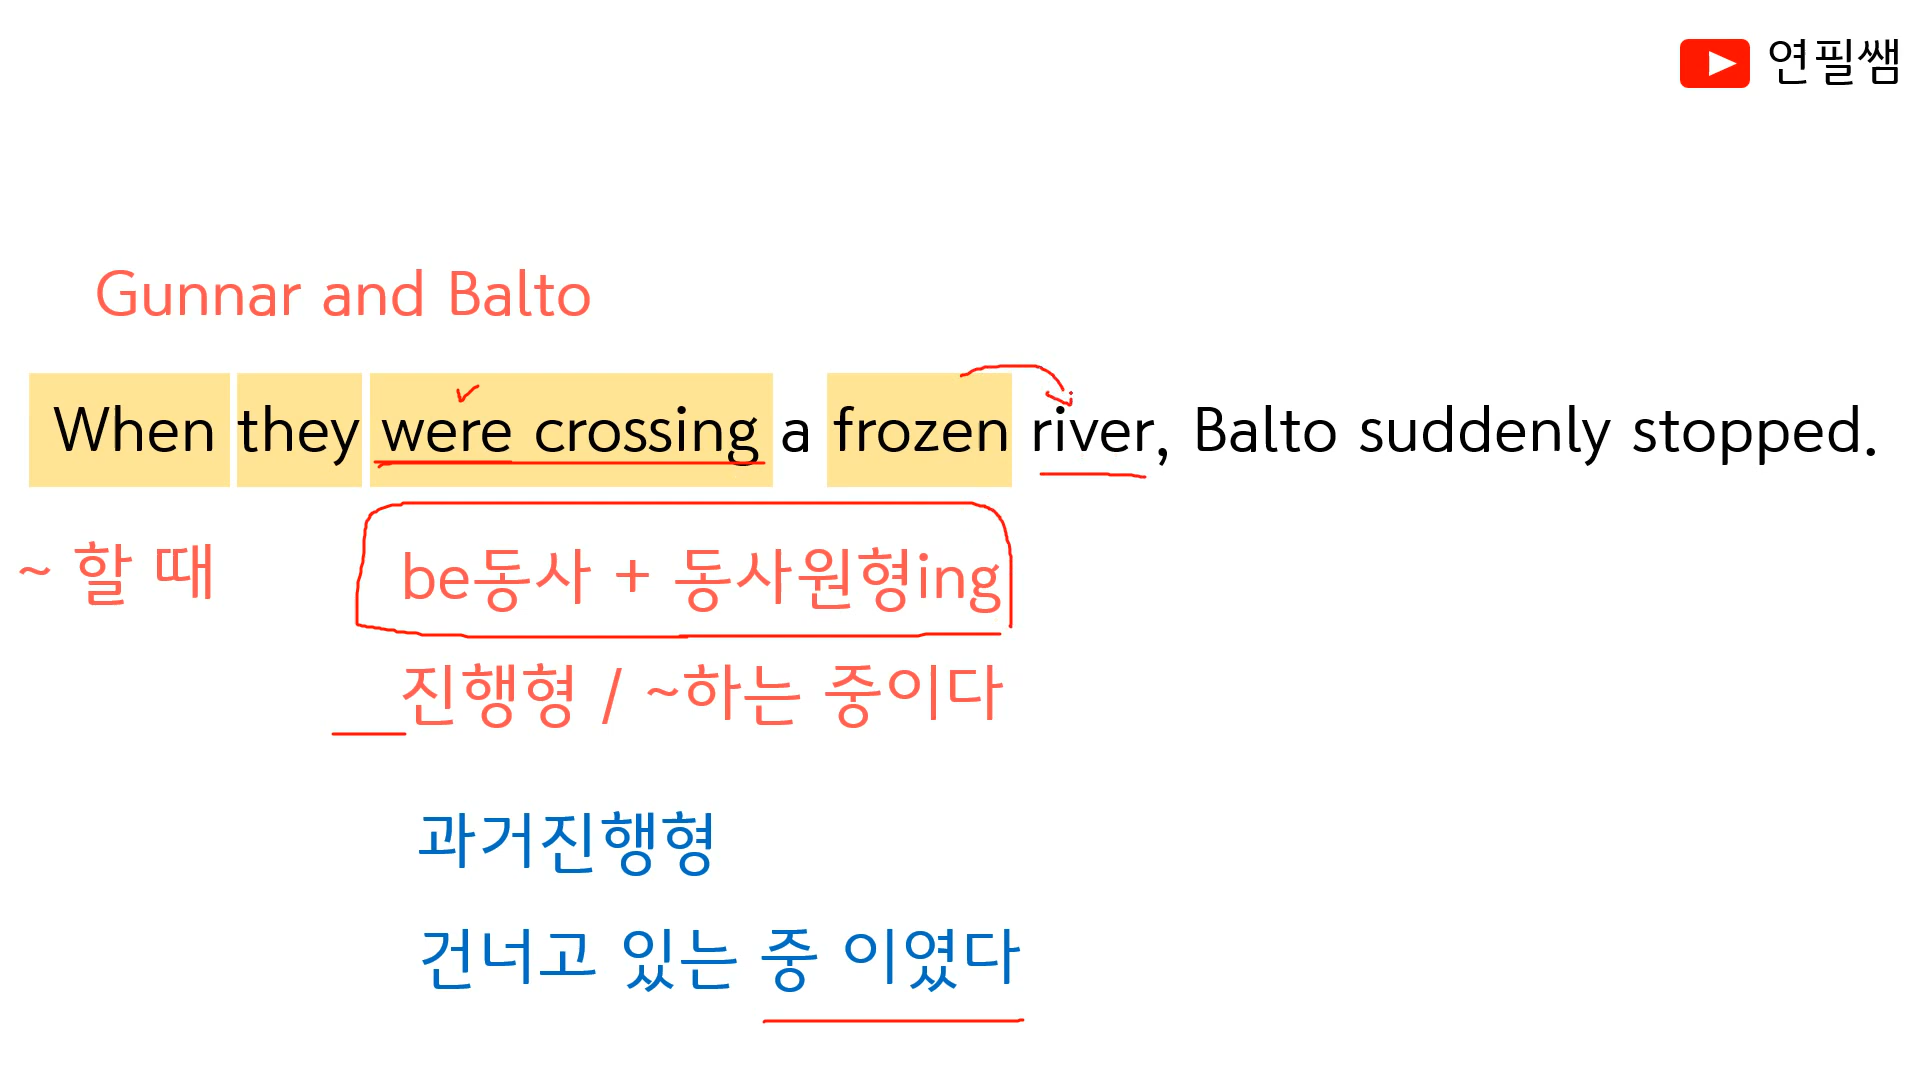 연필쌤
Gunnar and Balto
When they were crossing a frozen river, Balto suddenly stopped.
~ 할 때
be동사 + 동사원형ing
진행형 / ~하는 중이다
과거진행형
건너고 있는 중 이였다